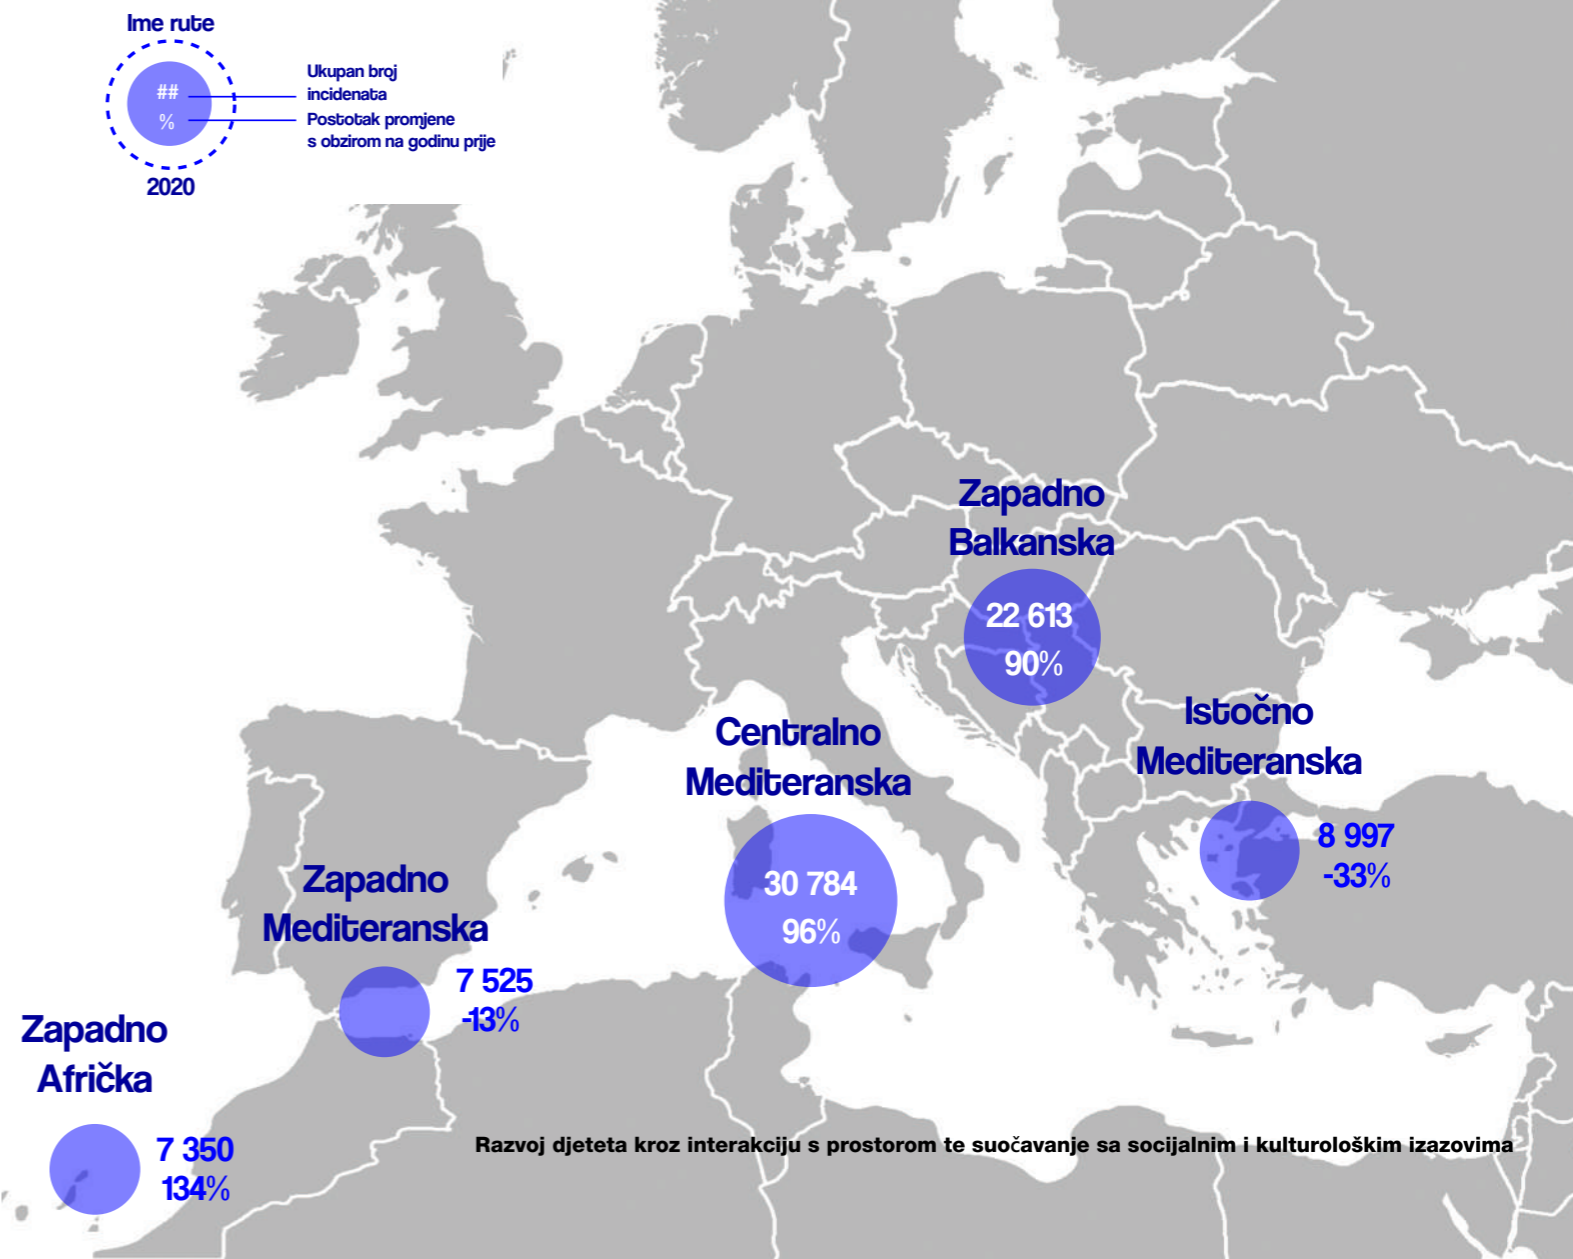 Ime rute
##
%
Ukupan broj
incidenata
Postotak promjene
s obzirom na godinu prije
2020
Zapadno
Balkanska
22 613
90%
Istočno
Mediteranska
8 997
-33%
Centralno
Mediteranska
30 784
96%
Zapadno
Mediteranska
7 525
-13%
Zapadno
Afrička
7 350
134%
Razvoj djeteta kroz interakciju s prostorom te suočavanje sa socijalnim i kulturološkim izazovima